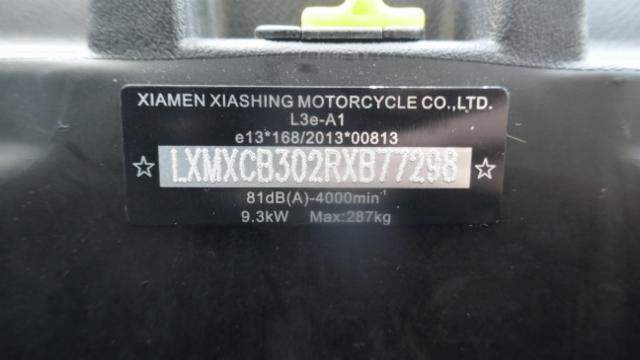 XIAMEN XIASHING MOTORCYCLE CO.,LTD.
L3e-A1
e13*168/2013*00813
☆ LXMXCB302RXB77298 ☆
81dB(A)-4000min⁻¹
9.3kW Max:287kg